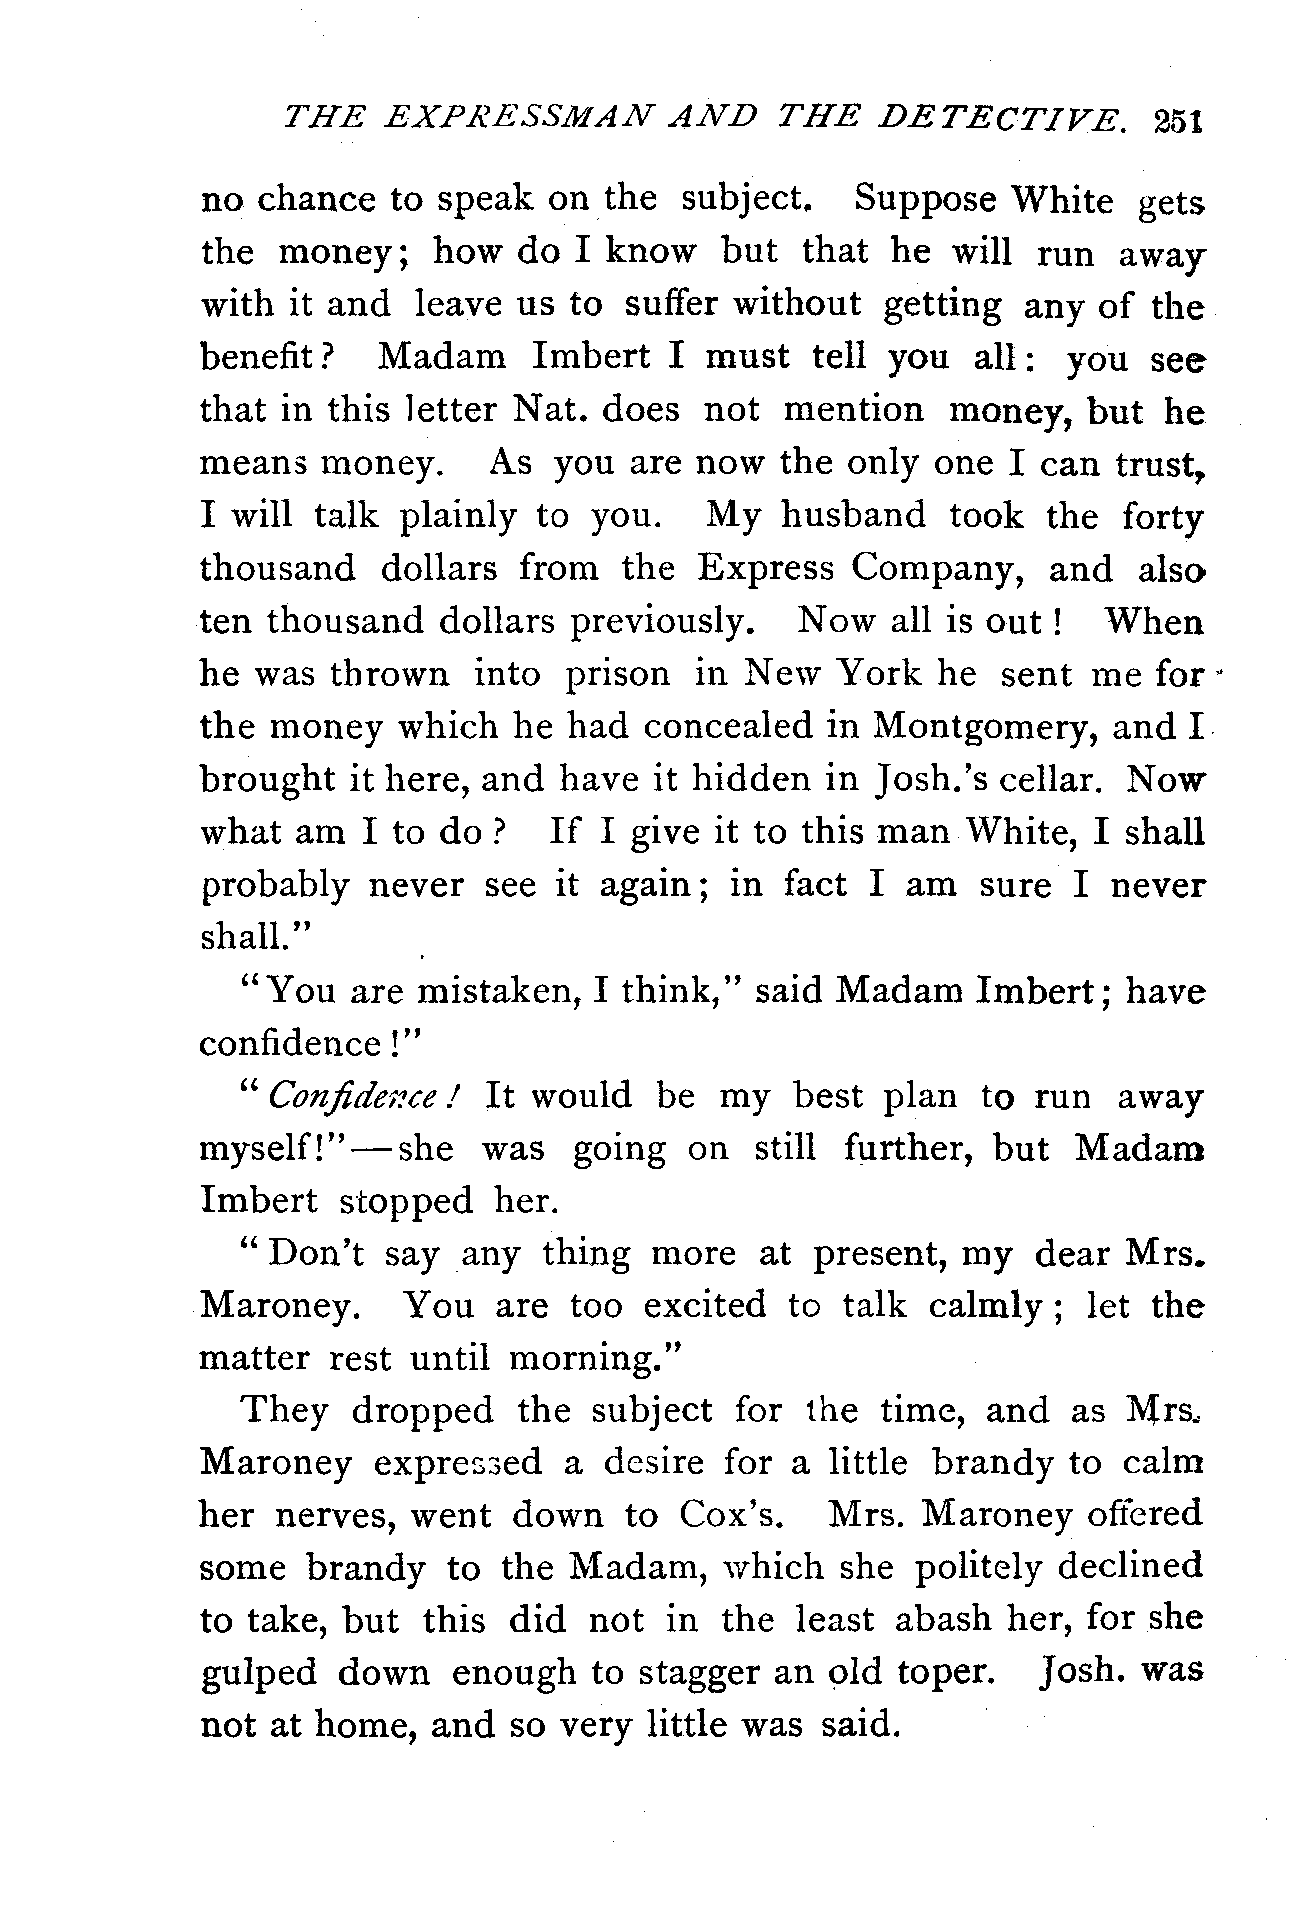 THE EXPRESSMAN AND THE DETECTIVE. 251
no chance to speak on the subject. Suppose White gets
the money; how do I know but that he will run away
with it and leave us to suffer without getting any of the
benefit? Madam Imbert I must tell you all: you see
that in this letter Nat. does not mention money, but he
means money. As you are now the only one I can trust,
I will talk plainly to you. My husband took the forty
thousand dollars from the Express Company, and also
ten thousand dollars previously. Now all is out! When
he was thrown into prison in New York he sent me for
the money which he had concealed in Montgomery, and I
brought it here, and have it hidden in Josh.'s cellar. Now
what am I to do? If I give it to this man White, I shall
probably never see it again; in fact I am sure I never
shall."
"You are mistaken, I think," said Madam Imbert; have
confidence!"
"Confidence! It would be my best plan to run away
myself!"—she was going on still further, but Madam
Imbert stopped her.
"Don't say any thing more at present, my dear Mrs.
Maroney. You are too excited to talk calmly; let the
matter rest until morning."
They dropped the subject for the time, and as Mrs.
Maroney expressed a desire for a little brandy to calm
her nerves, went down to Cox's. Mrs. Maroney offered
some brandy to the Madam, which she politely declined
to take, but this did not in the least abash her, for she
gulped down enough to stagger an old toper. Josh. was
not at home, and so very little was said.